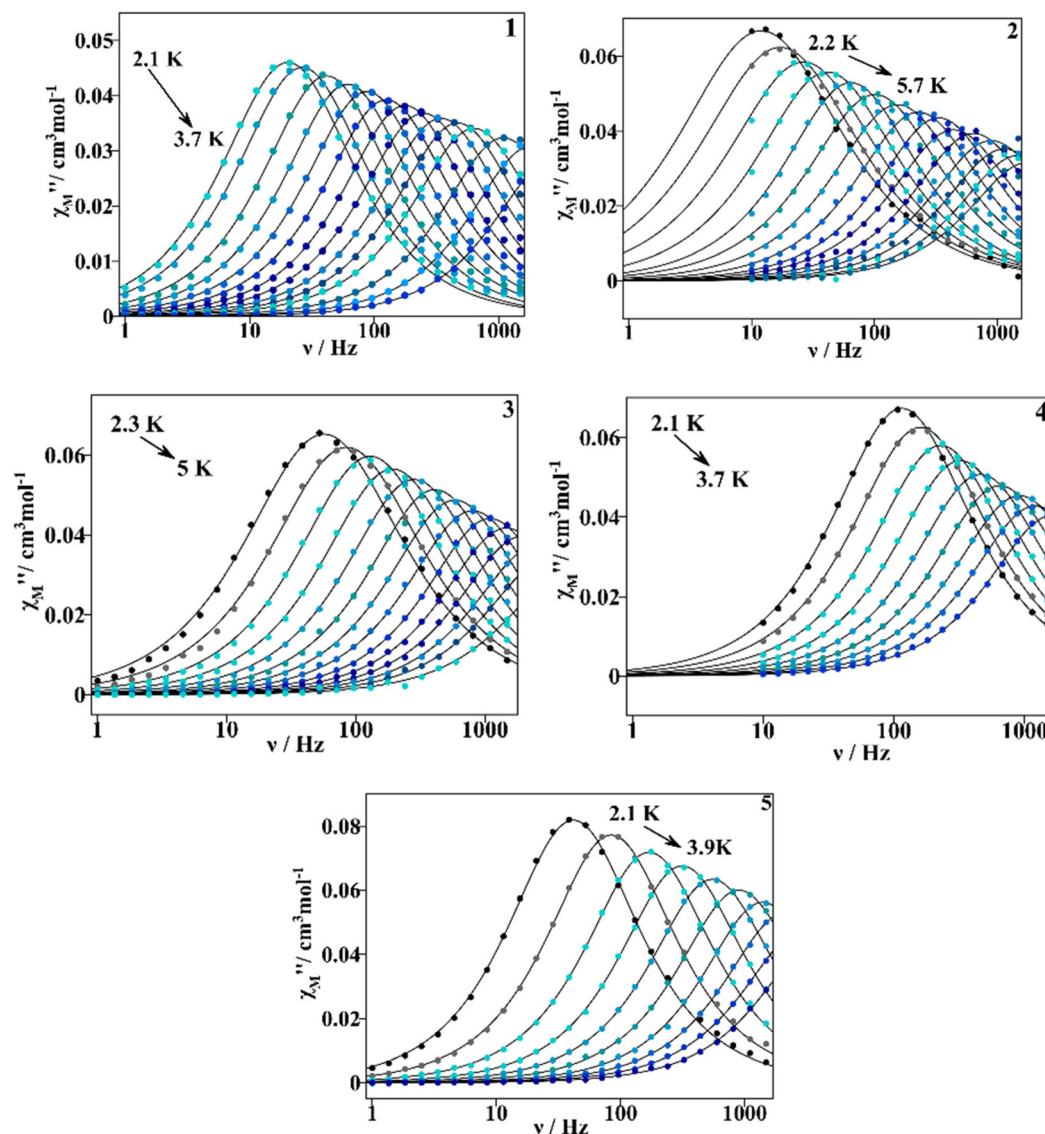 1
χM''/ cm³mol⁻¹
0.05
0.04
0.03
0.02
0.01
0
2.1 K
3.7 K
1 10 100 1000
ν / Hz
2
χM''/ cm³mol⁻¹
0.06
0.04
0.02
0
2.2 K
5.7 K
1 10 100 1000
ν / Hz
3
χM''/ cm³mol⁻¹
0.06
0.04
0.02
0
2.3 K
5 K
1 10 100 1000
ν / Hz
4
χM''/ cm³mol⁻¹
0.06
0.04
0.02
0
2.1 K
3.7 K
1 10 100 1000
ν / Hz
5
χM''/ cm³mol⁻¹
0.08
0.06
0.04
0.02
0
2.1 K
3.9K
1 10 100 1000
ν / Hz